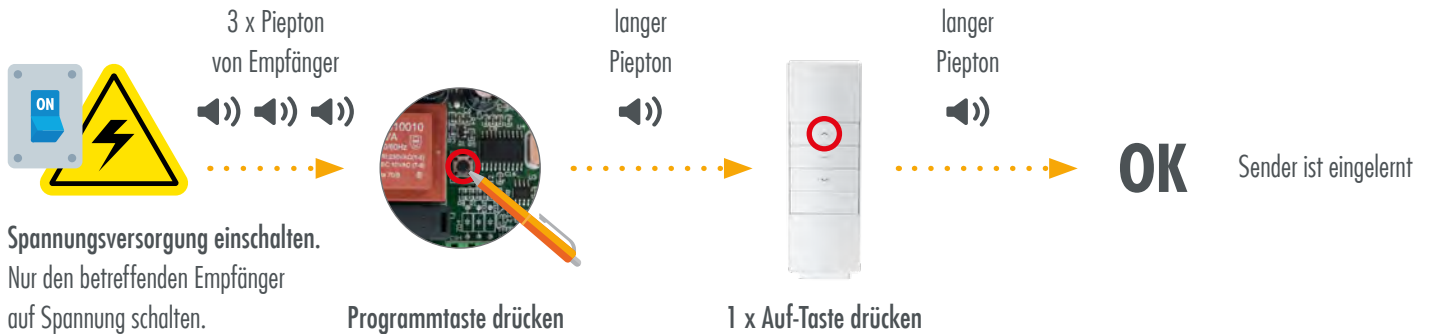 3 x Piepton
von Empfänger
langer
Piepton
langer
Piepton
ON
10010
OK
Sender ist eingelernt
Spannungsversorgung einschalten.
Nur den betreffenden Empfänger
auf Spannung schalten.
Programmtaste drücken
1 x Auf-Taste drücken